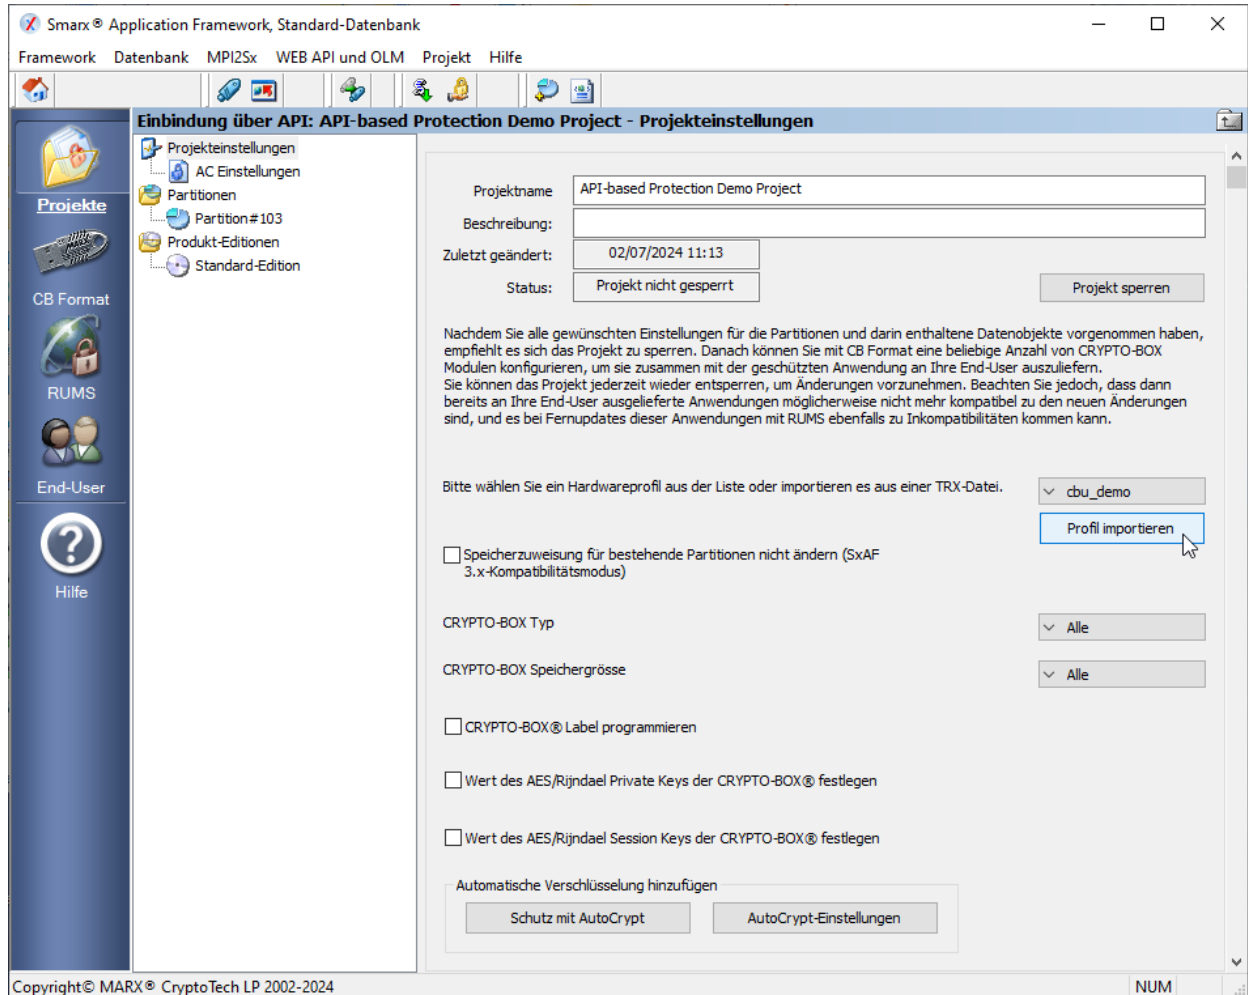 Smarx® Application Framework, Standard-Datenbank
Framework Datenbank MPI2Sx WEB API und OLM Projekt Hilfe
Einbindung über API: API-based Protection Demo Project - Projekteinstellungen
Projekte
CB Format
RUMS
End-User
Hilfe
Projekteinstellungen
AC Einstellungen
Partitionen
Partition#103
Produkt-Editionen
Standard-Edition
Projektname API-based Protection Demo Project
Beschreibung:
Zuletzt geändert: 02/07/2024 11:13
Status: Projekt nicht gesperrt Projekt sperren
Nachdem Sie alle gewünschten Einstellungen für die Partitionen und darin enthaltene Datenobjekte vorgenommen haben,
empfiehlt es sich das Projekt zu sperren. Danach können Sie mit CB Format eine beliebige Anzahl von CRYPTO-BOX
Modulen konfigurieren, um sie zusammen mit der geschützten Anwendung an Ihre End-User auszuliefern.
Sie können das Projekt jederzeit wieder entsperren, um Änderungen vorzunehmen. Beachten Sie jedoch, dass dann
bereits an Ihre End-User ausgelieferte Anwendungen möglicherweise nicht mehr kompatibel zu den neuen Änderungen
sind, und es bei Fernupdates dieser Anwendungen mit RUMS ebenfalls zu Inkompatibilitäten kommen kann.
Bitte wählen Sie ein Hardwareprofil aus der Liste oder importieren es aus einer TRX-Datei. cbu_demo
Profil importieren
Speicherzuweisung für bestehende Partitionen nicht ändern (SxAF
3.x-Kompatibilitätsmodus)
CRYPTO-BOX Typ Alle
CRYPTO-BOX Speichergrösse Alle
CRYPTO-BOX® Label programmieren
Wert des AES/Rijndael Private Keys der CRYPTO-BOX® festlegen
Wert des AES/Rijndael Session Keys der CRYPTO-BOX® festlegen
Automatische Verschlüsselung hinzufügen
Schutz mit AutoCrypt AutoCrypt-Einstellungen
Copyright© MARX® CryptoTech LP 2002-2024 NUM